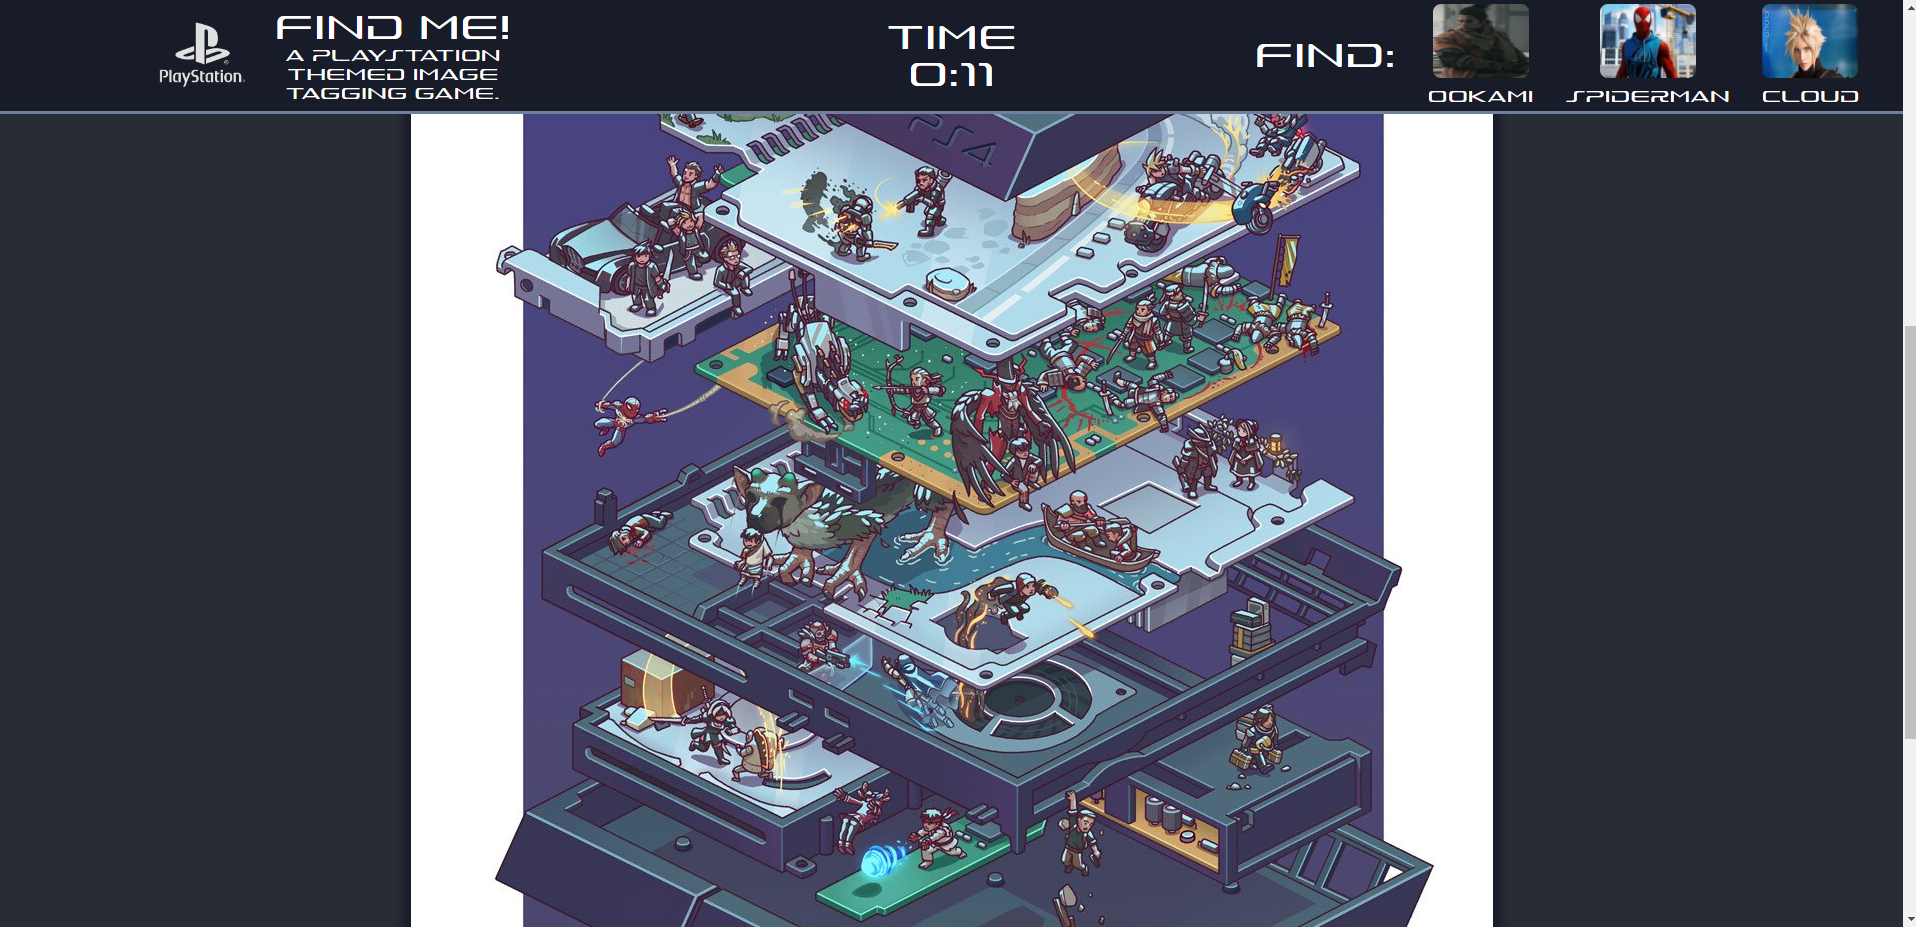 PlayStation.
FIND ME!
A PLAYSTATION
THEMED IMAGE
TAGGING GAME.
TIME
0:11
FIND:
OOKAMI
SPIDERMAN
CLOUD
PS4